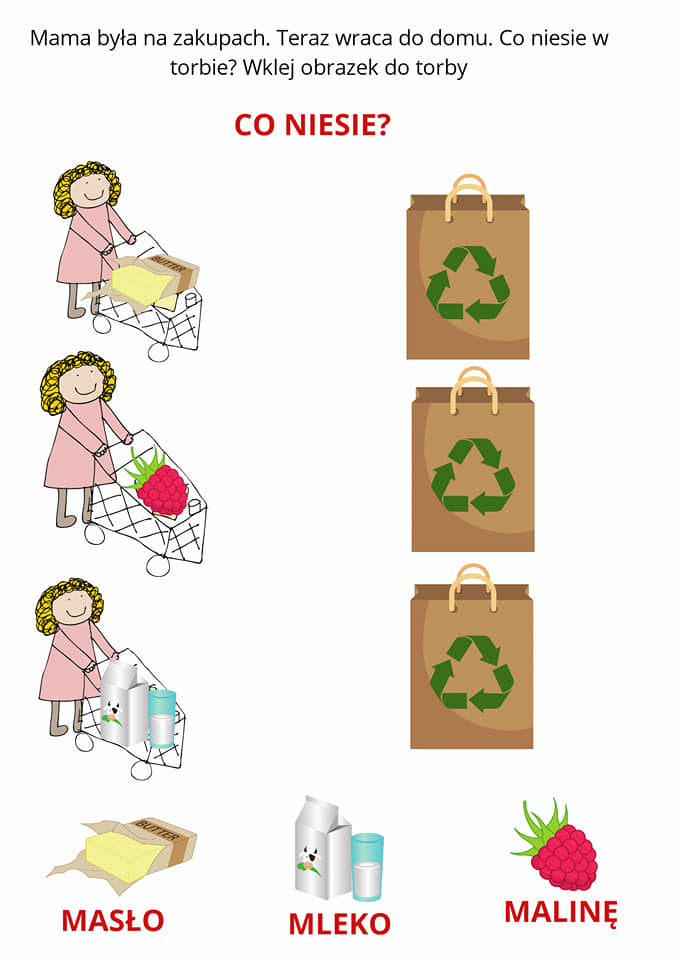 Mama była na zakupach. Teraz wraca do domu. Co niesie w
torbie? Wklej obrazek do torby
CO NIESIE?
BUTTER
BUTTER
MASŁO
MLEKO
MALINĘ